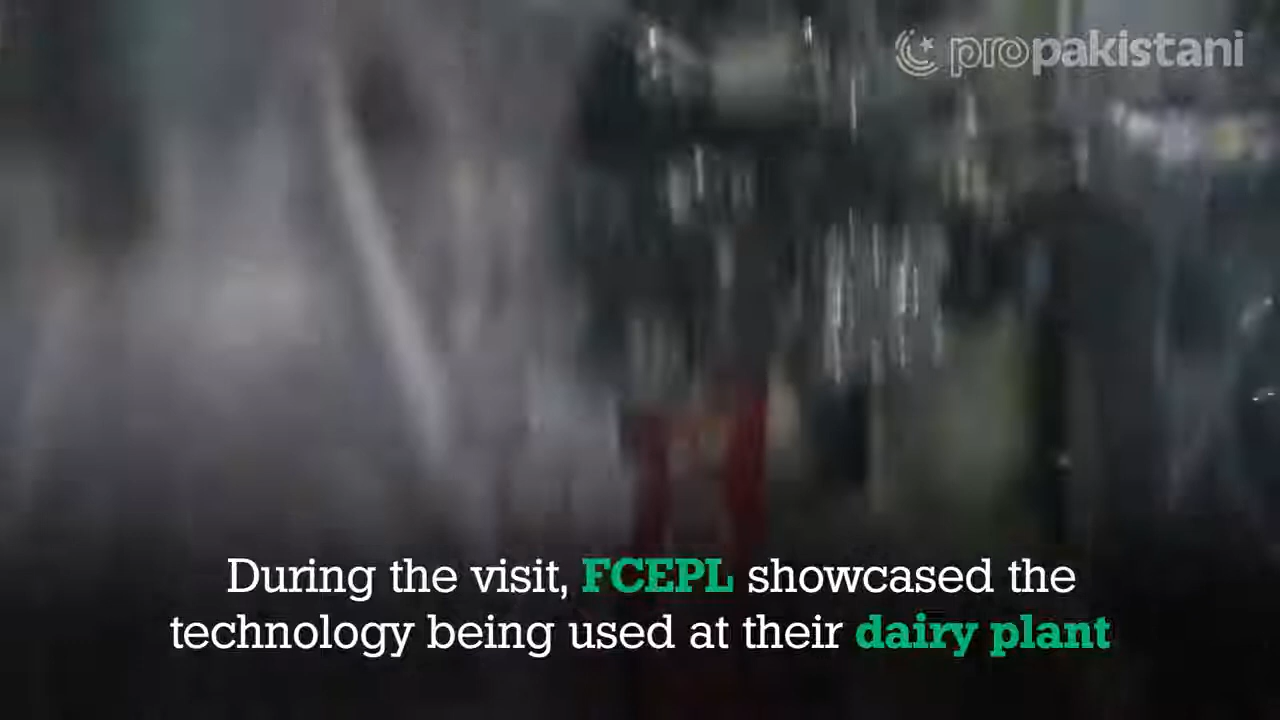 propakistani
During the visit, FCEPL showcased the
technology being used at their dairy plant